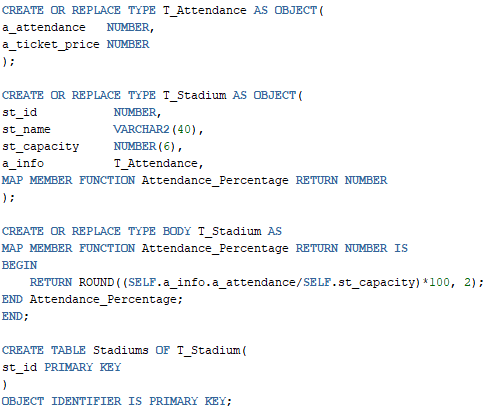 CREATE OR REPLACE TYPE T_Attendance AS OBJECT(
a_attendance   NUMBER,
a_ticket_price NUMBER
);

CREATE OR REPLACE TYPE T_Stadium AS OBJECT(
st_id           NUMBER,
st_name         VARCHAR2(40),
st_capacity     NUMBER(6),
a_info          T_Attendance,
MAP MEMBER FUNCTION Attendance_Percentage RETURN NUMBER
);

CREATE OR REPLACE TYPE BODY T_Stadium AS
MAP MEMBER FUNCTION Attendance_Percentage RETURN NUMBER IS
BEGIN
    RETURN ROUND((SELF.a_info.a_attendance/SELF.st_capacity)*100, 2);
END Attendance_Percentage;
END;

CREATE TABLE Stadiums OF T_Stadium(
st_id PRIMARY KEY
)
OBJECT IDENTIFIER IS PRIMARY KEY;